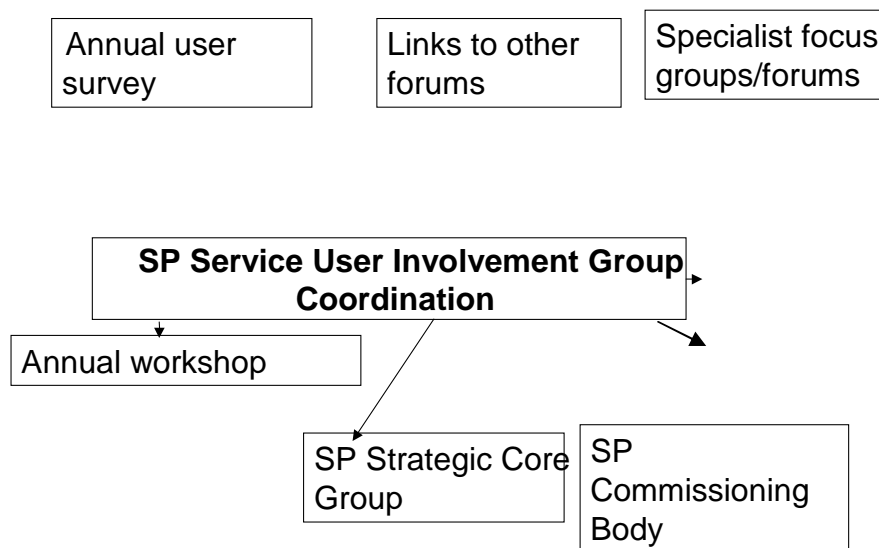 Annual user
survey
Links to other
forums
Specialist focus
groups/forums
SP Service User Involvement Group
Coordination
Annual workshop
SP Strategic Core
Group
SP
Commissioning
Body